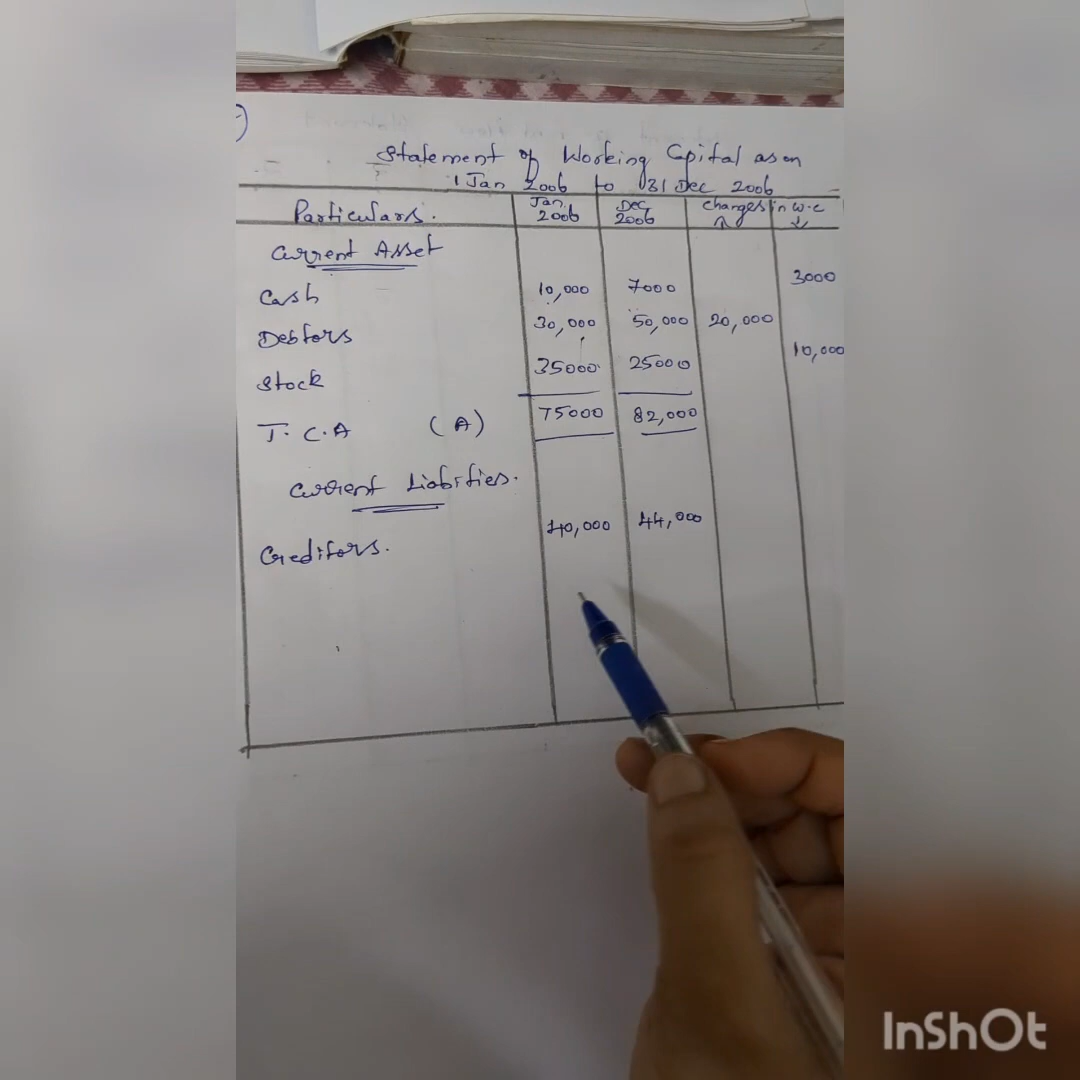 Statement of Working Capital as on
1 Jan 2006 to 31 Dec 2006
Particulars. Jan 2006 Dec 2006 Changes in w.c
↑ ↓
Current Asset
Cash 10,000 7000 3000
Debtors 30,000 50,000 20,000
Stock 35000 25000 10,000
T.C.A (A) 75000 82,000
Current Liabities.
Creditors. 40,000 44,000
InShOt